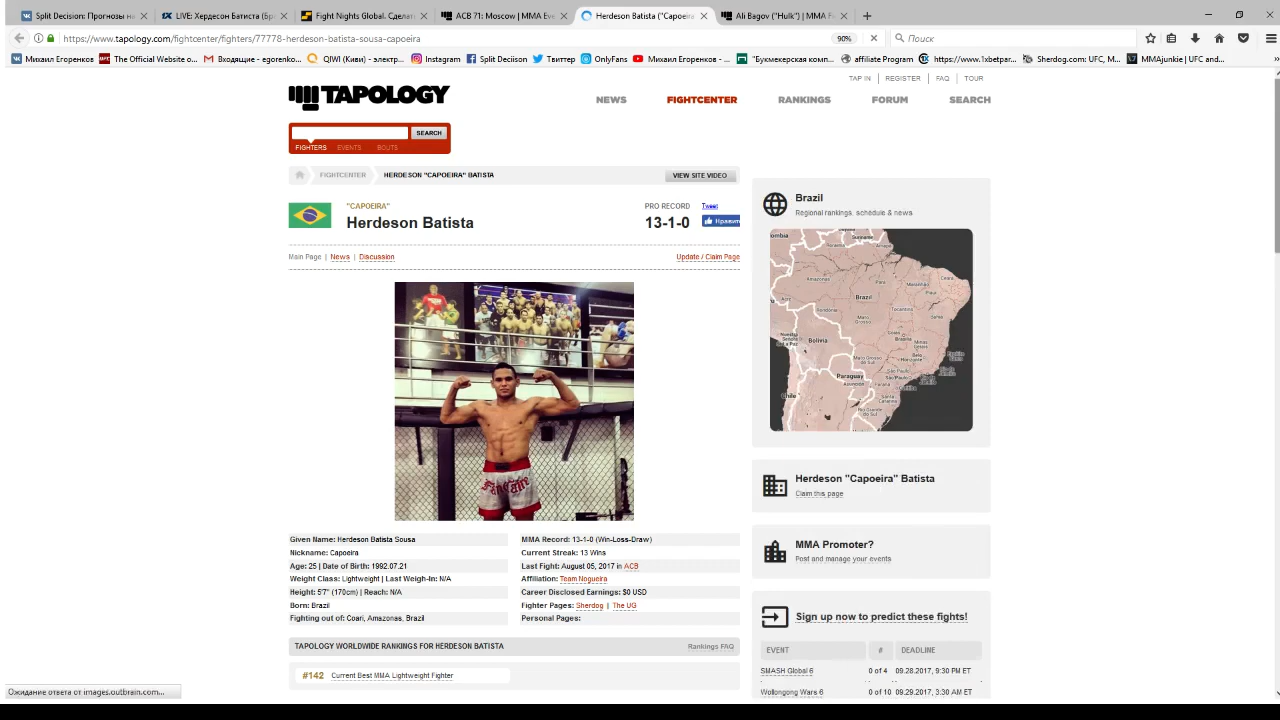 Split Decision: Прогнозы на
LIVE: Хердесон Батиста (Бр
Fight Nights Global. Сделат
ACB 71: Moscow | MMA Eve
Herdeson Batista ("Capoeira
Ali Bagov ("Hulk") | MMA F
https://www.tapology.com/fightcenter/fighters/77778-herdeson-batista-sousa-capoeira
90%
Поиск
Михаил Егоренков
The Official Website o...
Входящие - egorenko...
QIWI (Киви) - электр...
Instagram
Split Deciison
Твиттер
OnlyFans
Михаил Егоренков - ...
"Букмекерская комп...
affiliate Program
https://www.1xbetpar...
Sherdog.com: UFC, M...
MMAjunkie | UFC and...
TAP IN | REGISTER | FAQ | TOUR
TAPOLOGY
NEWS FIGHTCENTER RANKINGS FORUM SEARCH
SEARCH
FIGHTERS EVENTS BOUTS
FIGHTCENTER HERDESON "CAPOEIRA" BATISTA
VIEW SITE VIDEO
"CAPOEIRA"
Herdeson Batista
PRO RECORD
13-1-0
Tweet
Нравится
Main Page | News | Discussion
Update / Claim Page
Given Name: Herdeson Batista Sousa
Nickname: Capoeira
Age: 25 | Date of Birth: 1992.07.21
Weight Class: Lightweight | Last Weigh-In: N/A
Height: 5'7" (170cm) | Reach: N/A
Born: Brazil
Fighting out of: Coari, Amazonas, Brazil
MMA Record: 13-1-0 (Win-Loss-Draw)
Current Streak: 13 Wins
Last Fight: August 05, 2017 in ACB
Affiliation: Team Nogueira
Career Disclosed Earnings: $0 USD
Fighter Pages: Sherdog | The UG
Personal Pages:
TAPOLOGY WORLDWIDE RANKINGS FOR HERDESON BATISTA
Rankings FAQ
#142 Current Best MMA Lightweight Fighter
Brazil
Regional rankings, schedule & news
Brazil
Bolivia
Paraguay
Chile
Herdeson "Capoeira" Batista
Claim this page
MMA Promoter?
Post and manage your events
Sign up now to predict these fights!
EVENT # DEADLINE
SMASH Global 6 0 of 4 09.28.2017, 9:30 PM ET
Wollongong Wars 6 0 of 10 09.29.2017, 3:30 AM ET
Ожидание ответа от images.outbrain.com...